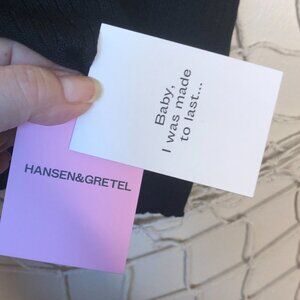 Baby,
I was made
to last...
HANSEN&GRETEL